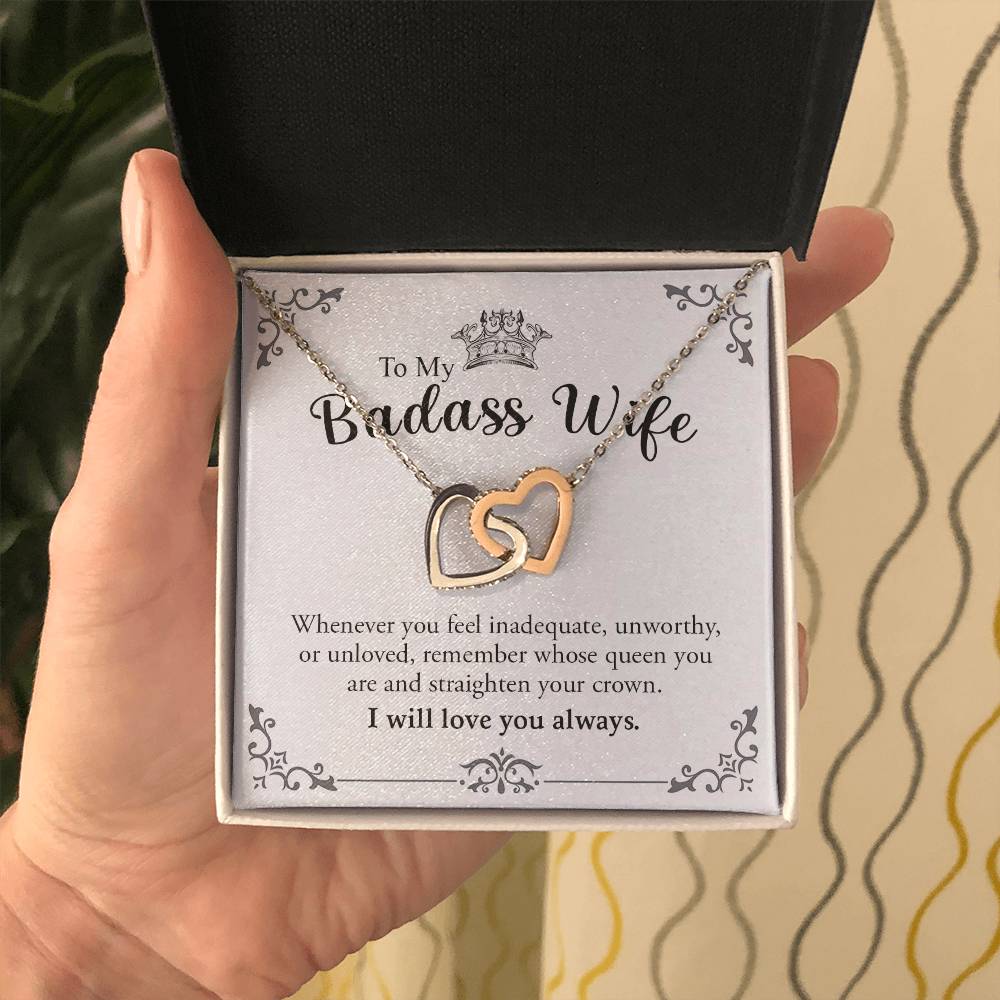 To My
Badass Wife
Whenever you feel inadequate, unworthy,
or unloved, remember whose queen you
are and straighten your crown.
I will love you always.